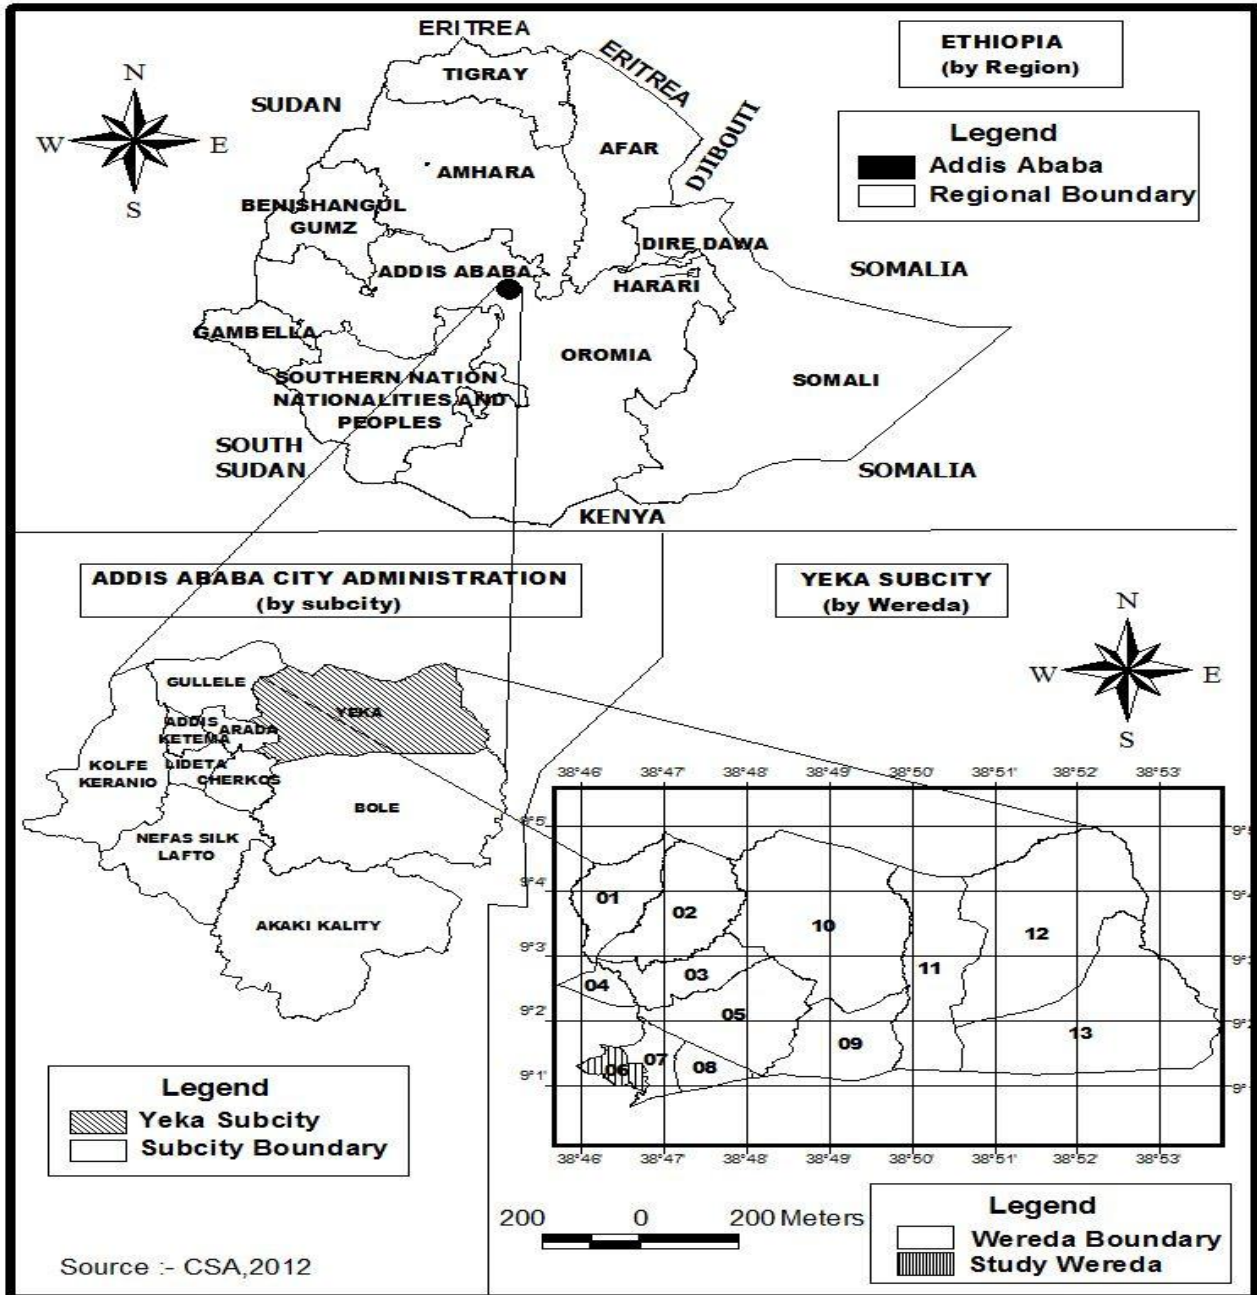 ERITREA
ETHIOPIA
(by Region)
TIGRAY
ERITREA
N
W
E
S
SUDAN
DJIBOUTI
Legend
Addis Ababa
Regional Boundary
AFAR
AMHARA
BENISHANGUL
GUMZ
DIRE DAWA
ADDIS ABABA
SOMALIA
HARARI
GAMBELLA
OROMIA
SOUTHERN NATION
NATIONALITIES AND
PEOPLES
SOMALI
SOUTH
SUDAN
SOMALIA
KENYA
ADDIS ABABA CITY ADMINISTRATION
(by subcity)
GULLELE
YEKA
ADDIS
KETEMA
ARADA
KOLFE
KERANIO
LIDETA
CHERKOS
BOLE
NEFAS SILK
LAFTO
AKAKI KALITY
Legend
Yeka Subcity
Subcity Boundary
Source :- CSA,2012
YEKA SUBCITY
(by Wereda)
N
W
E
S
38°46' 38°47' 38°48' 38°49' 38°50' 38°51' 38°52' 38°53'
9°5'
9°4'
9°3'
9°2'
9°1'
01
02
10
12
03
11
04
05
13
09
07
06
08
38°46' 38°47' 38°48' 38°49' 38°50' 38°51' 38°52' 38°53'
200 0 200 Meters
Legend
Wereda Boundary
Study Wereda